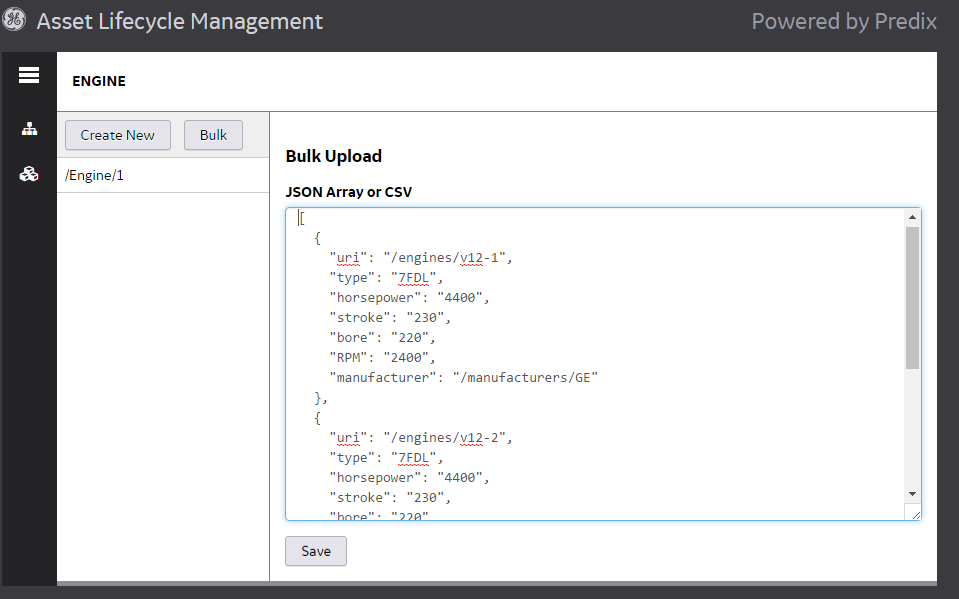 Asset Lifecycle Management
Powered by Predix
ENGINE
Create New
Bulk
/Engine/1
Bulk Upload
JSON Array or CSV
[
{
"uri": "/engines/v12-1",
"type": "7FDL",
"horsepower": "4400",
"stroke": "230",
"bore": "220",
"RPM": "2400",
"manufacturer": "/manufacturers/GE"
},
{
"uri": "/engines/v12-2",
"type": "7FDL",
"horsepower": "4400",
"stroke": "230",
"bore": "220"
Save